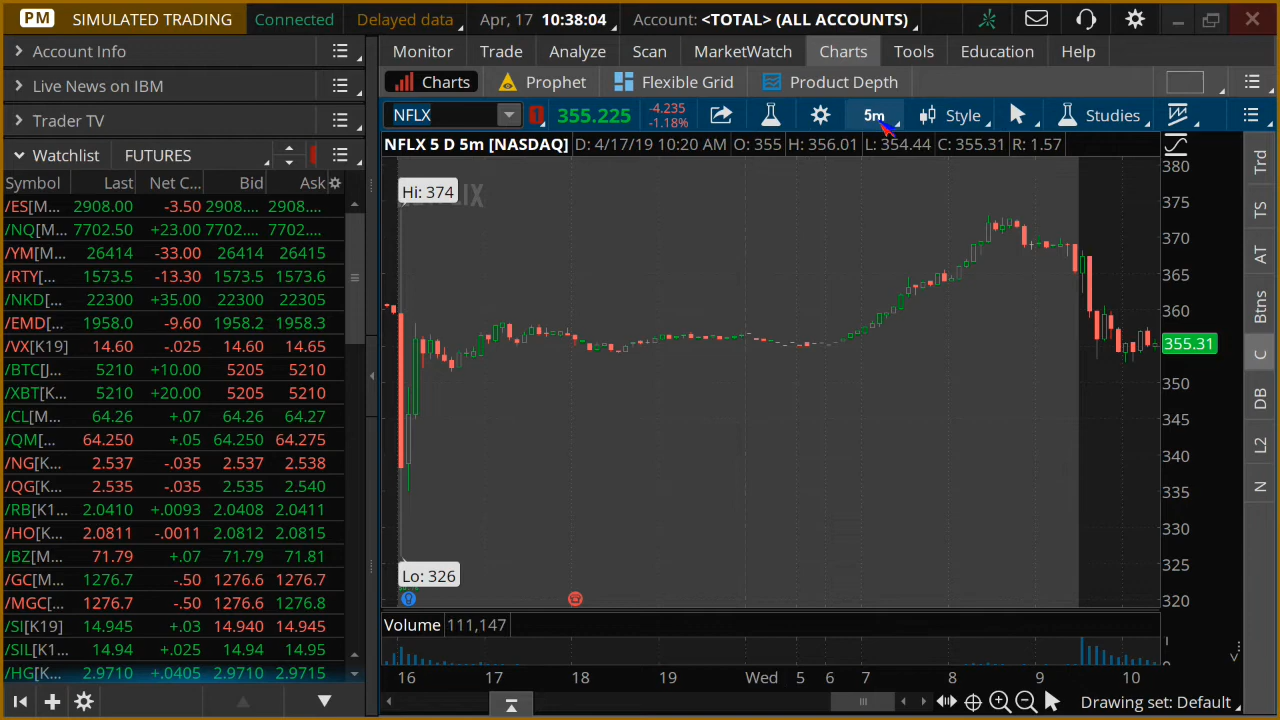 PM SIMULATED TRADING Connected Delayed data Apr, 17 10:38:04 Account: <TOTAL> (ALL ACCOUNTS)
Account Info
Live News on IBM
Trader TV
Watchlist FUTURES
Symbol Last Net C... Bid Ask
/ES[M... 2908.00 -3.50 2908.... 2908....
/NQ[M... 7702.50 +23.00 7702.... 7702....
/YM[M... 26414 -33.00 26414 26415
/RTY[... 1573.5 -13.30 1573.5 1573.6
/NKD[... 22300 +35.00 22300 22305
/EMD[... 1958.0 -9.60 1958.2 1958.3
/VX[K19] 14.60 -.025 14.60 14.65
/BTC[J... 5210 +10.00 5205 5210
/XBT[K... 5210 +20.00 5205 5210
/CL[M... 64.26 +.07 64.26 64.27
/QM[... 64.250 +.05 64.250 64.275
/NG[K... 2.537 -.035 2.537 2.538
/QG[K... 2.535 -.035 2.535 2.540
/RB[K1... 2.0410 +.0093 2.0408 2.0411
/HO[K... 2.0811 -.0011 2.0812 2.0815
/BZ[M... 71.79 +.07 71.79 71.81
/GC[M... 1276.7 -.50 1276.6 1276.7
/MGC[... 1276.7 -.50 1276.6 1276.8
/SI[K19] 14.945 +.03 14.940 14.945
/SIL[K... 14.94 +.025 14.94 14.95
/HG[K... 2.9710 +.0405 2.9710 2.9715
Monitor Trade Analyze Scan MarketWatch Charts Tools Education Help
Charts Prophet Flexible Grid Product Depth
NFLX 1 355.225 -4.235 -1.18% 5m Style Studies
NFLX 5 D 5m [NASDAQ] D: 4/17/19 10:20 AM O: 355 H: 356.01 L: 354.44 C: 355.31 R: 1.57
Hi: 374
Lo: 326
380
375
370
365
360
355.31
350
345
340
335
330
325
320
Volume 111,147
1
0
16 17 18 19 Wed 5 6 7 8 9 10
Drawing set: Default
Trd
TS
AT
Btns
C
DB
L2
N